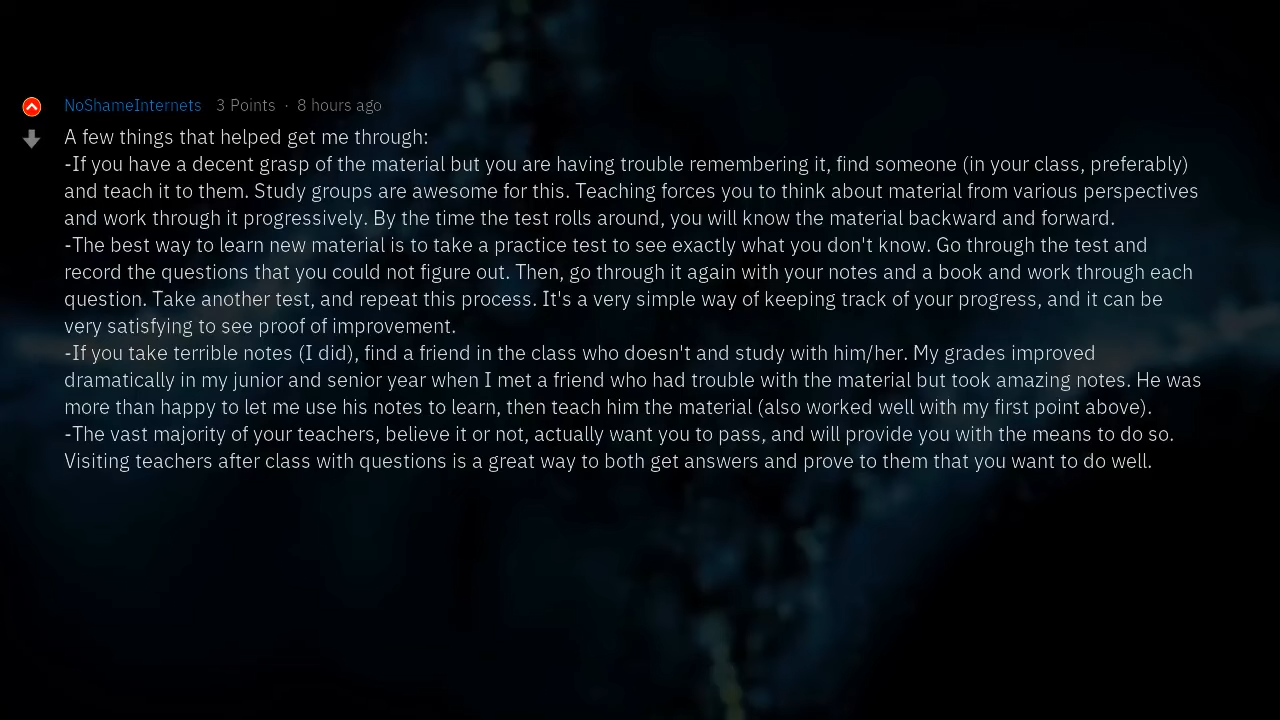 NoShameInternets 3 Points · 8 hours ago
A few things that helped get me through:
-If you have a decent grasp of the material but you are having trouble remembering it, find someone (in your class, preferably)
and teach it to them. Study groups are awesome for this. Teaching forces you to think about material from various perspectives
and work through it progressively. By the time the test rolls around, you will know the material backward and forward.
-The best way to learn new material is to take a practice test to see exactly what you don't know. Go through the test and
record the questions that you could not figure out. Then, go through it again with your notes and a book and work through each
question. Take another test, and repeat this process. It's a very simple way of keeping track of your progress, and it can be
very satisfying to see proof of improvement.
-If you take terrible notes (I did), find a friend in the class who doesn't and study with him/her. My grades improved
dramatically in my junior and senior year when I met a friend who had trouble with the material but took amazing notes. He was
more than happy to let me use his notes to learn, then teach him the material (also worked well with my first point above).
-The vast majority of your teachers, believe it or not, actually want you to pass, and will provide you with the means to do so.
Visiting teachers after class with questions is a great way to both get answers and prove to them that you want to do well.